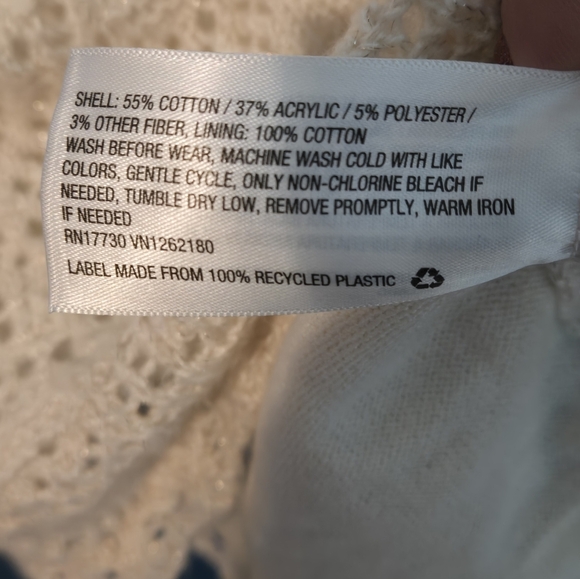 SHELL: 55% COTTON / 37% ACRYLIC / 5% POLYESTER /
3% OTHER FIBER, LINING: 100% COTTON
WASH BEFORE WEAR, MACHINE WASH COLD WITH LIKE
COLORS, GENTLE CYCLE, ONLY NON-CHLORINE BLEACH IF
NEEDED, TUMBLE DRY LOW, REMOVE PROMPTLY, WARM IRON
IF NEEDED
RN17730 VN1262180
LABEL MADE FROM 100% RECYCLED PLASTIC